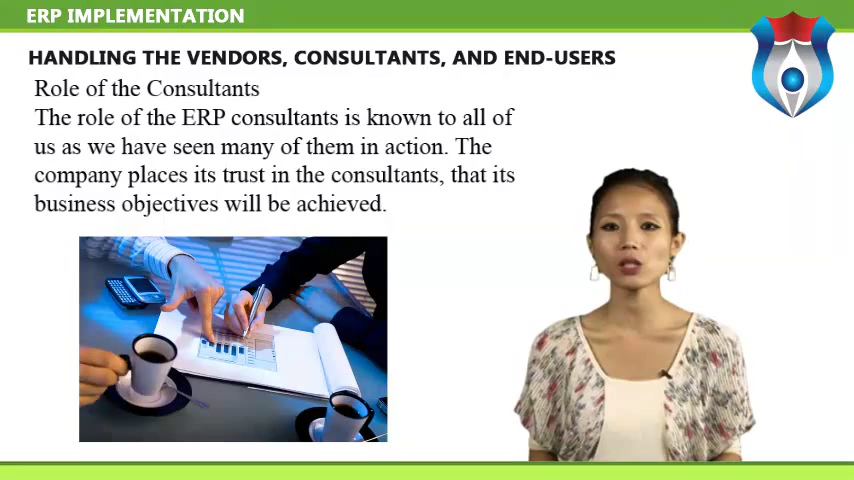 ERP IMPLEMENTATION
HANDLING THE VENDORS, CONSULTANTS, AND END-USERS
Role of the Consultants
The role of the ERP consultants is known to all of
us as we have seen many of them in action. The
company places its trust in the consultants, that its
business objectives will be achieved.